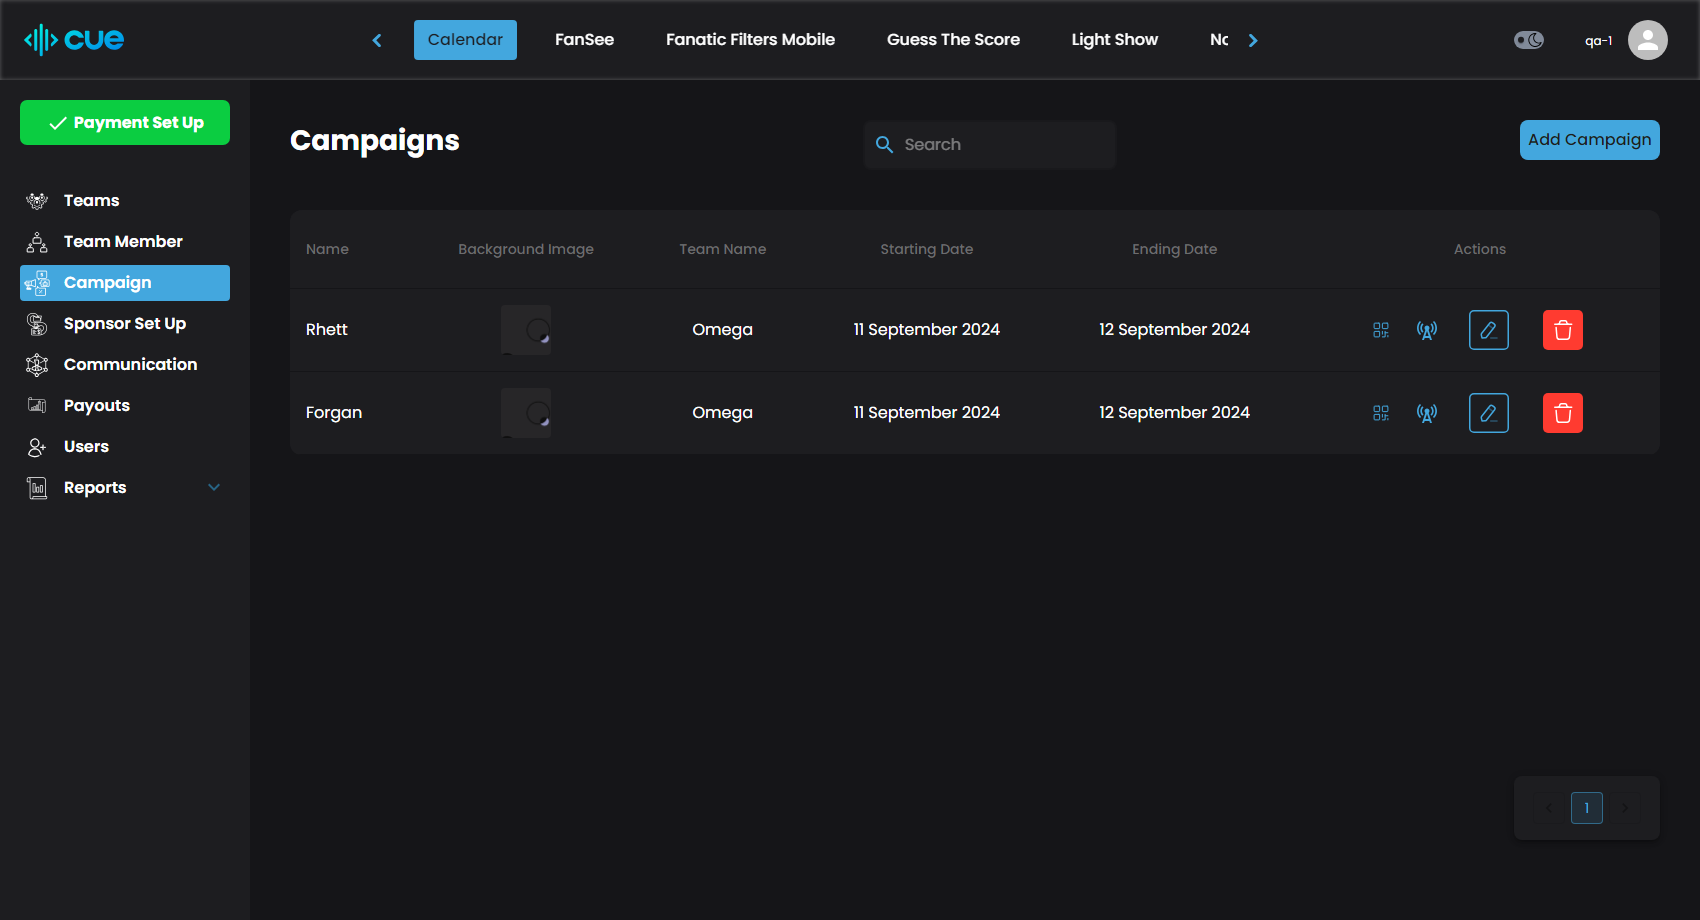 cue
Calendar
FanSee
Fanatic Filters Mobile
Guess The Score
Light Show
qa-1
Payment Set Up
Teams
Team Member
Campaign
Sponsor Set Up
Communication
Payouts
Users
Reports
Campaigns
Search
Add Campaign
Name Background Image Team Name Starting Date Ending Date Actions
Rhett Omega 11 September 2024 12 September 2024
Forgan Omega 11 September 2024 12 September 2024
1